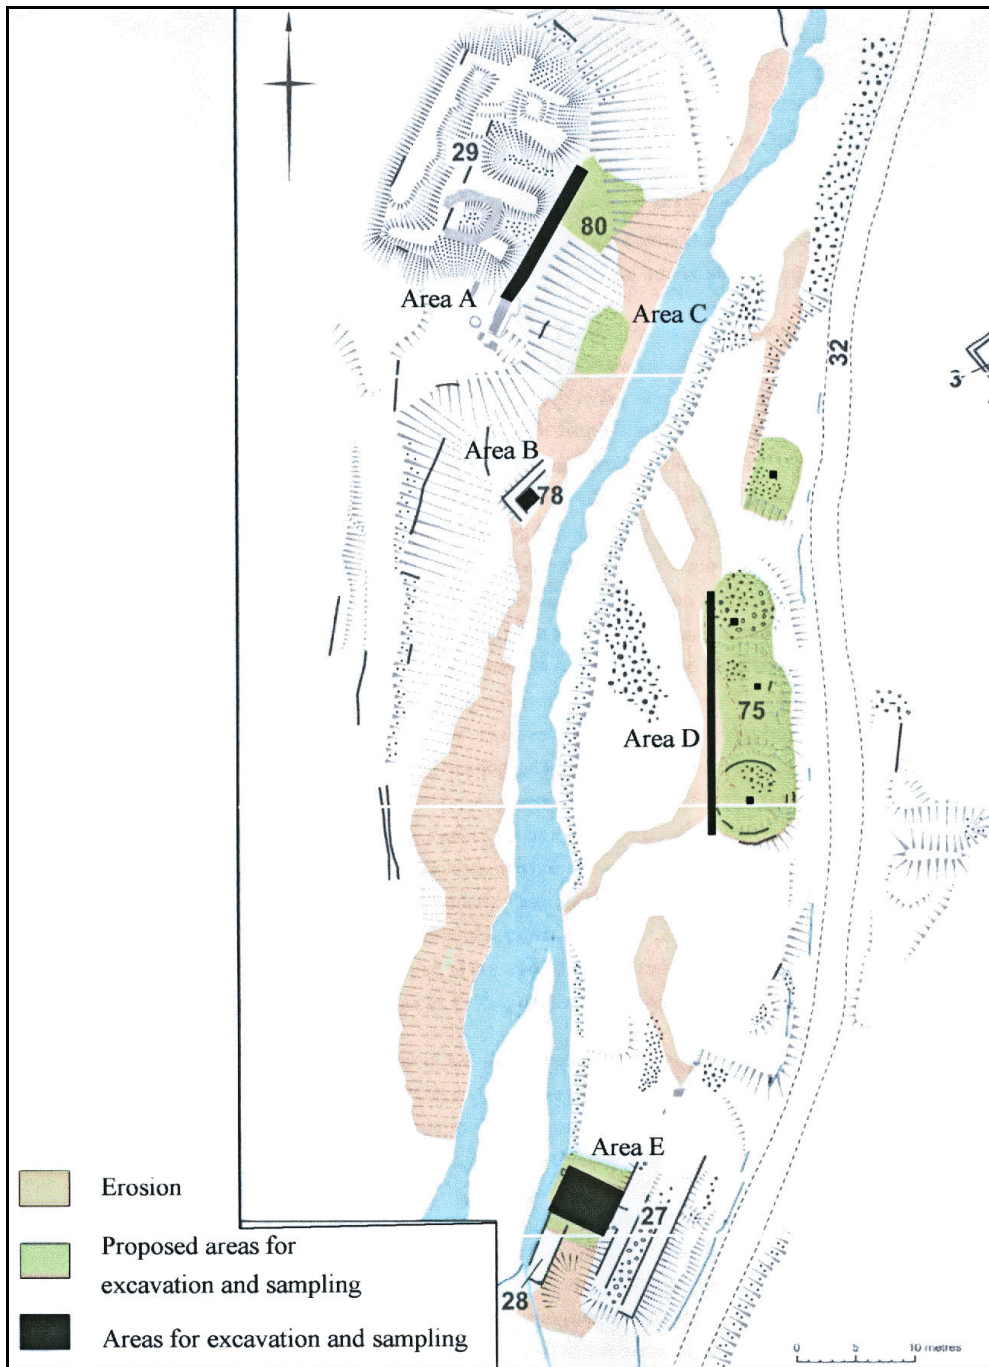 29
80
Area A
Area C
32
3
Area B
78
75
Area D
Area E
27
28
Erosion
Proposed areas for
excavation and sampling
Areas for excavation and sampling
0 5 10 metres